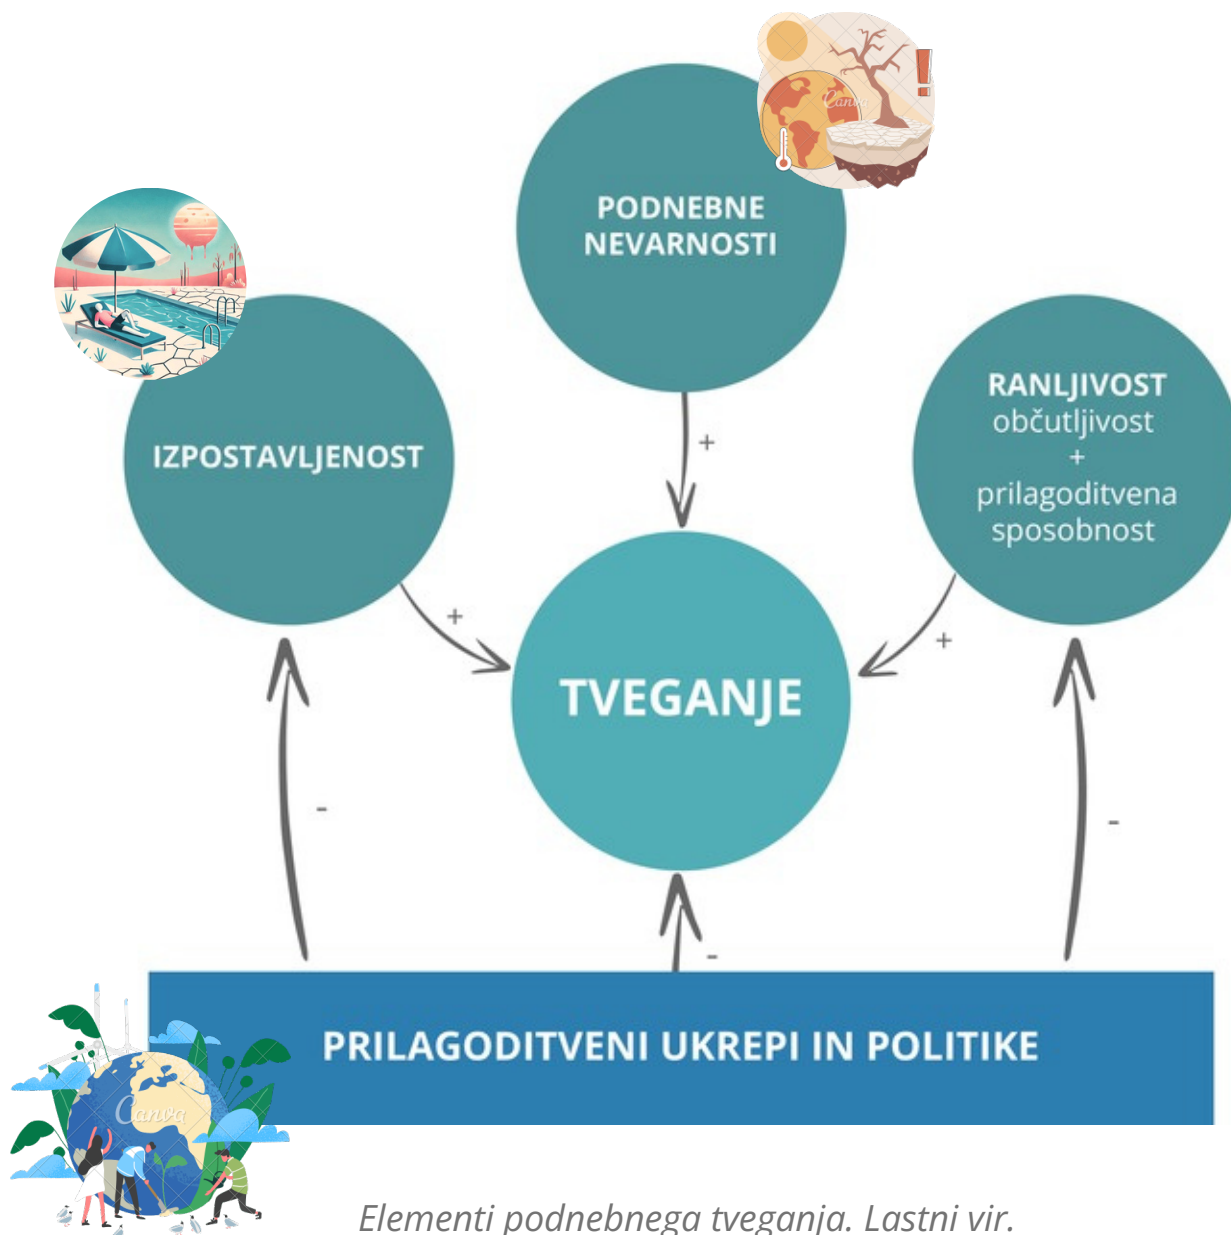 Canva
PODNEBNE
NEVARNOSTI
IZPOSTAVLJENOST
RANLJIVOST
občutljivost
+
prilagoditvena
sposobnost
+
+
+
TVEGANJE
-
-
-
PRILAGODITVENI UKREPI IN POLITIKE
Canva
Elementi podnebnega tveganja. Lastni vir.